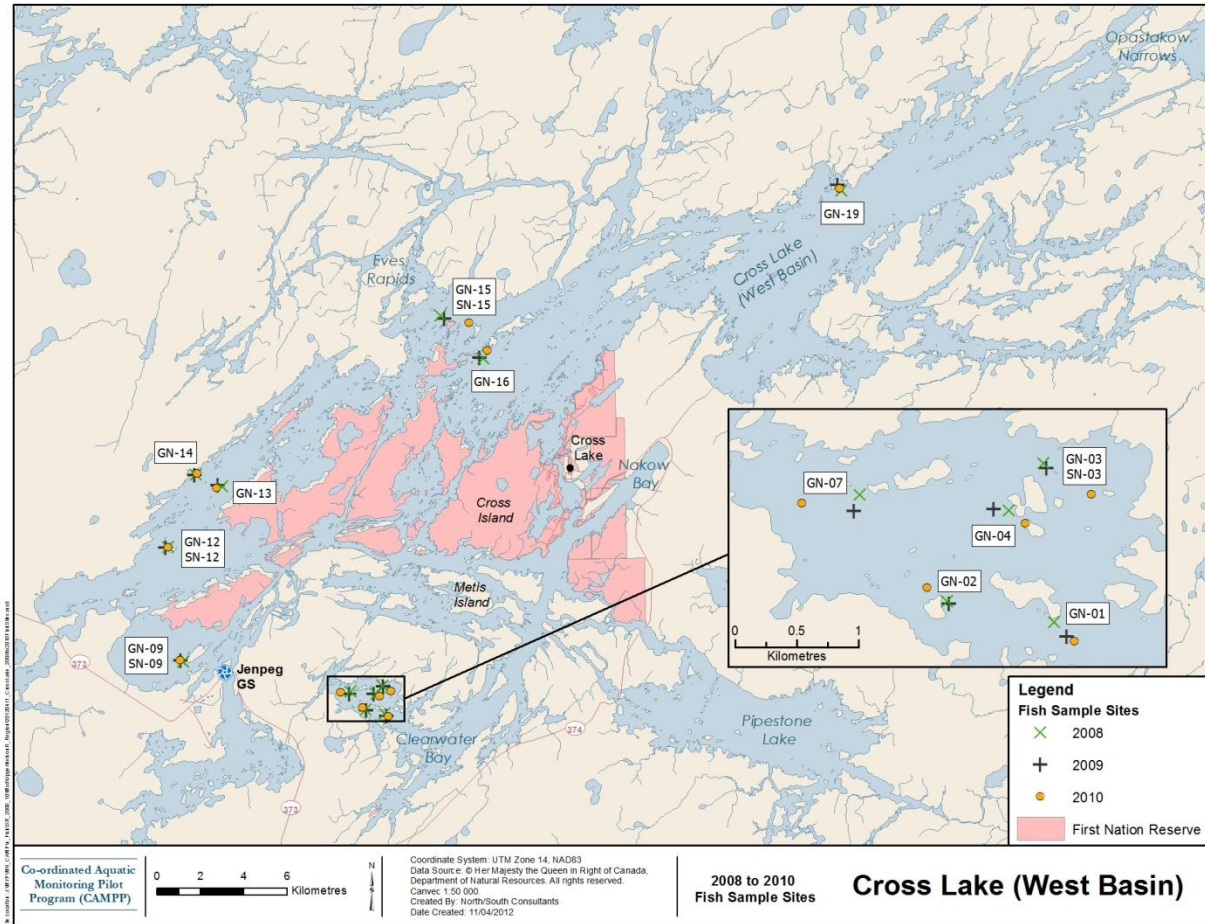 Opastakow
Narrows
GN-19
Cross Lake
(West Basin)
Eves
Rapids
GN-15
SN-15
GN-16
GN-14
GN-13
Cross
Lake
Nakow
Bay
Cross
Island
GN-12
SN-12
Metis
Island
GN-09
SN-09
373
Jenpeg
GS
Clearwater
Bay
374
Pipestone
Lake
373
GN-03
SN-03
GN-07
GN-04
GN-02
GN-01
0 0.5 1
Kilometres
Legend
Fish Sample Sites
2008
2009
2010
First Nation Reserve
Co-ordinated Aquatic
Monitoring Pilot
Program (CAMPP)
0 2 4 6
Kilometres
N
Coordinate System: UTM Zone 14, NAD83
Data Source: © Her Majesty the Queen in Right of Canada,
Department of Natural Resources. All rights reserved.
Canvec 1:50 000.
Created By: North/South Consultants
Date Created: 11/04/2012
2008 to 2010
Fish Sample Sites
Cross Lake (West Basin)